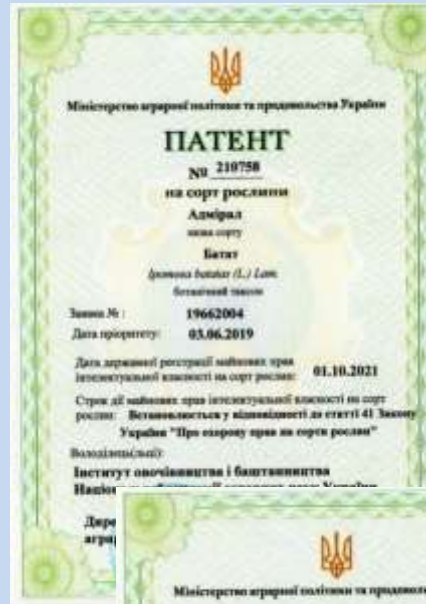 Міністерство аграрної політики та продовольства України
ПАТЕНТ
№ 210758
на сорт рослини
Адмірал
назва сорту
Батат
Ipomoea batatas (L.) Lam.
ботанічний таксон
Заявка № : 19662004
Дата пріоритету: 03.06.2019
Дата державної реєстрації майнових прав
інтелектуальної власності на сорт рослин: 01.10.2021
Строк дії майнових прав інтелектуальної власності на сорт
рослин: Встановлюється у відповідності до статті 41 Закону
України "Про охорону прав на сорти рослин"
Володілець(льці):
Інститут овочівництва і баштанництва
Міністерство аграрної політики та